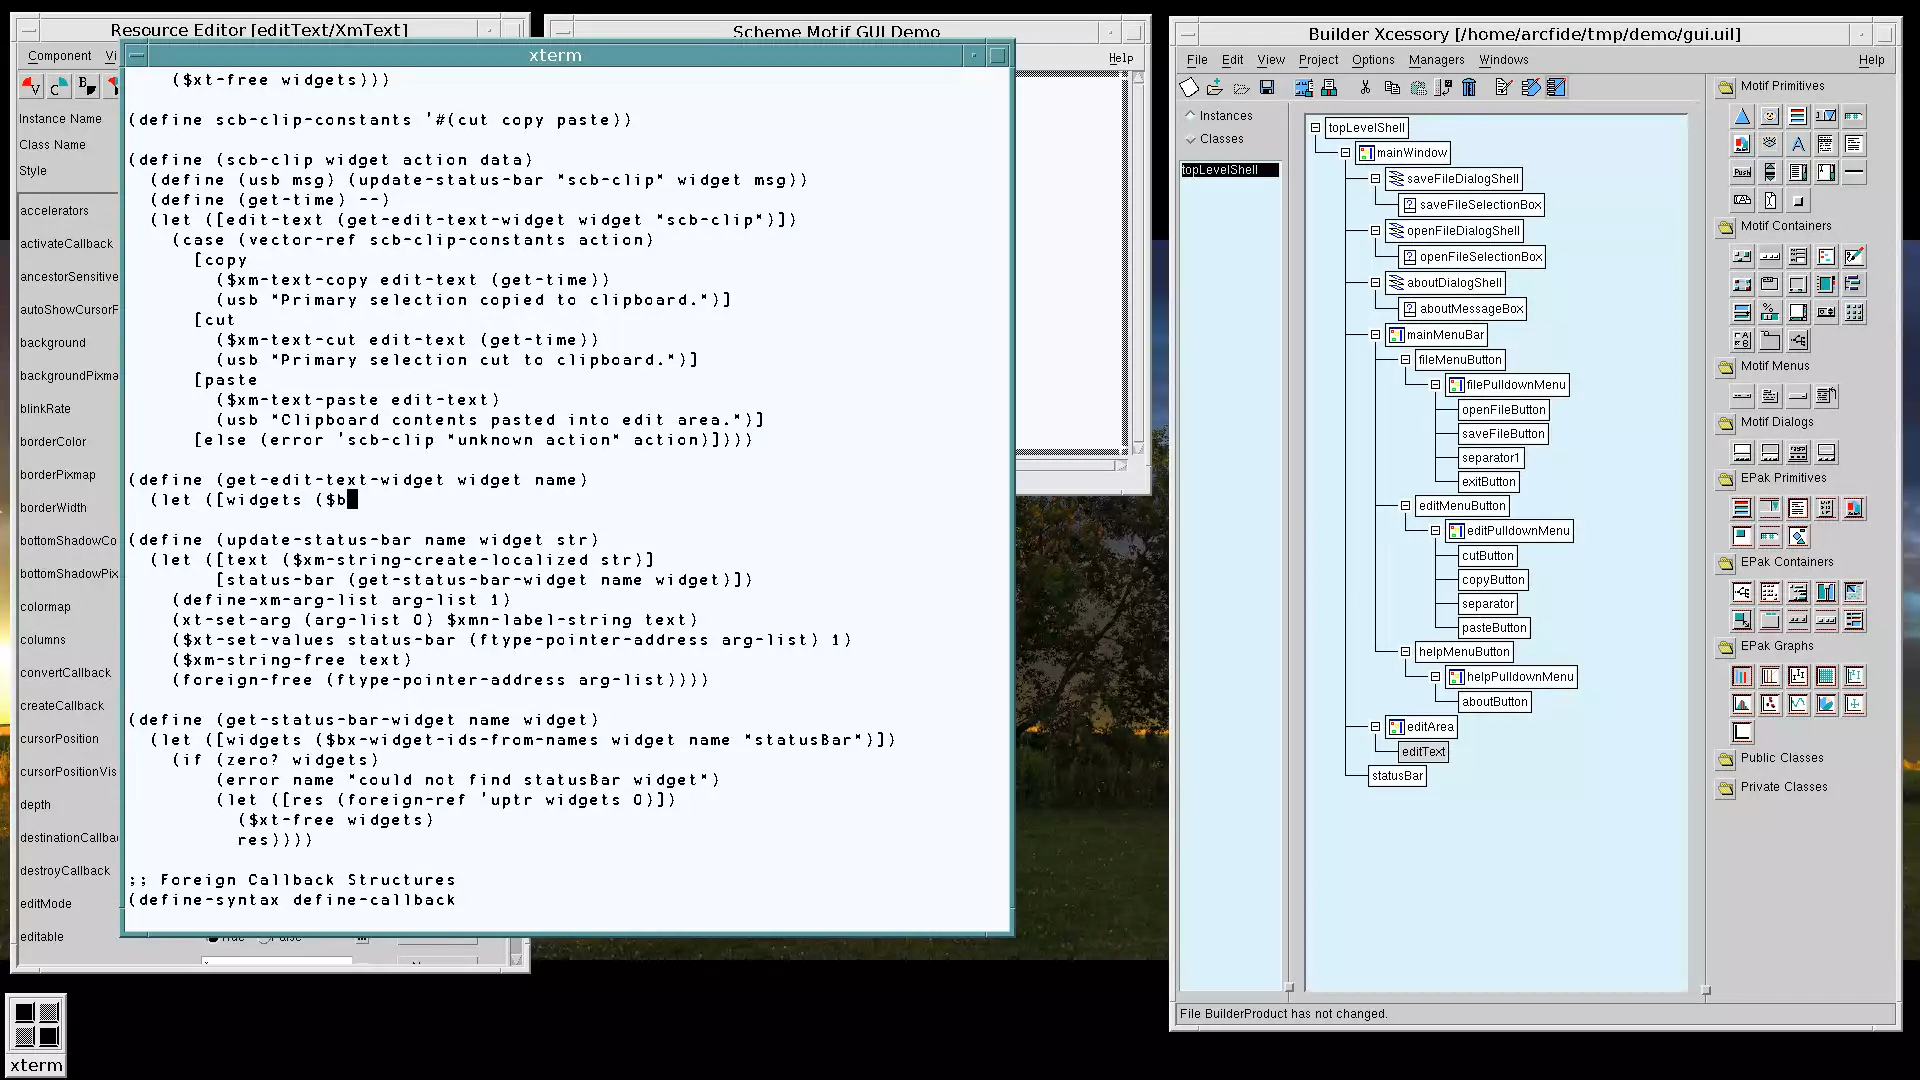 Resource Editor [editText/XmText]
Component
Instance Name
Class Name
Style
accelerators
activateCallback
ancestorSensitive
autoShowCursorP
background
backgroundPixma
blinkRate
borderColor
borderPixmap
borderWidth
bottomShadowCo
bottomShadowPix
colormap
columns
convertCallback
createCallback
cursorPosition
cursorPositionVis
depth
destinationCallba
destroyCallback
editMode
editable
xterm
($xt-free widgets)))
(define scb-clip-constants '#(cut copy paste))
(define (scb-clip widget action data)
(define (usb msg) (update-status-bar "scb-clip" widget msg))
(define (get-time) --)
(let ([edit-text (get-edit-text-widget widget "scb-clip")])
(case (vector-ref scb-clip-constants action)
[copy
($xm-text-copy edit-text (get-time))
(usb "Primary selection copied to clipboard.")]
[cut
($xm-text-cut edit-text (get-time))
(usb "Primary selection cut to clipboard.")]
[paste
($xm-text-paste edit-text)
(usb "Clipboard contents pasted into edit area.")]
[else (error 'scb-clip "unknown action" action)])))
(define (get-edit-text-widget widget name)
(let ([widgets ($b
(define (update-status-bar name widget str)
(let ([text ($xm-string-create-localized str)]
[status-bar (get-status-bar-widget name widget)])
(define-xm-arg-list arg-list 1)
(xt-set-arg (arg-list 0) $xmn-label-string text)
($xt-set-values status-bar (ftype-pointer-address arg-list) 1)
($xm-string-free text)
(foreign-free (ftype-pointer-address arg-list))))
(define (get-status-bar-widget name widget)
(let ([widgets ($bx-widget-ids-from-names widget name "statusBar")])
(if (zero? widgets)
(error name "could not find statusBar widget")
(let ([res (foreign-ref 'uptr widgets 0)])
($xt-free widgets)
res))))
;; Foreign Callback Structures
(define-syntax define-callback
Scheme Motif GUI Demo
Help
Builder Xcessory [/home/arcfide/tmp/demo/gui.uil]
File Edit View Project Options Managers Windows Help
Instances
Classes
topLevelShell
topLevelShell
mainWindow
saveFileDialogShell
saveFileSelectionBox
openFileDialogShell
openFileSelectionBox
aboutDialogShell
aboutMessageBox
mainMenuBar
fileMenuButton
filePulldownMenu
openFileButton
saveFileButton
separator1
exitButton
editMenuButton
editPulldownMenu
cutButton
copyButton
separator
pasteButton
helpMenuButton
helpPulldownMenu
aboutButton
editArea
editText
statusBar
Motif Primitives
Push
Motif Containers
Motif Menus
Motif Dialogs
EPak Primitives
EPak Containers
EPak Graphs
Public Classes
Private Classes
File BuilderProduct has not changed.
xterm